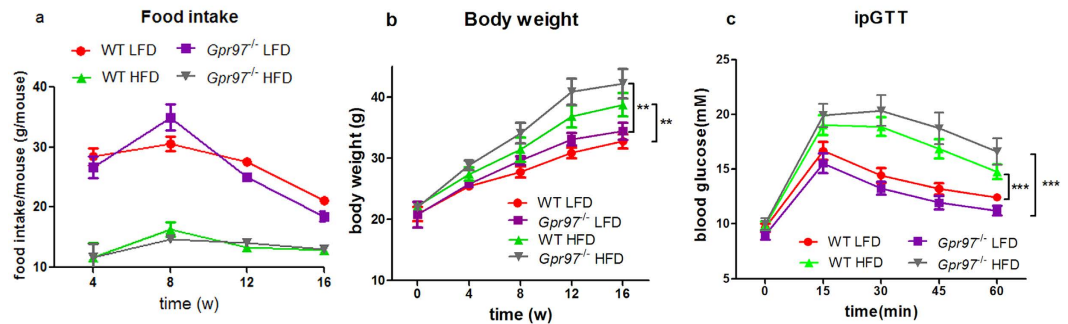 a
Food intake
WT LFD
Gpr97-/- LFD
WT HFD
Gpr97-/- HFD
food intake/mouse (g/mouse)
50
40
30
20
10
4
8
12
16
time (w)
b
Body weight
body weight (g)
40
30
20
10
**
**
WT LFD
Gpr97-/- LFD
WT HFD
Gpr97-/- HFD
0
4
8
12
16
time (w)
c
ipGTT
blood glucose(mM)
25
20
15
10
5
***
***
WT LFD
Gpr97-/- LFD
WT HFD
Gpr97-/- HFD
0
15
30
45
60
time(min)